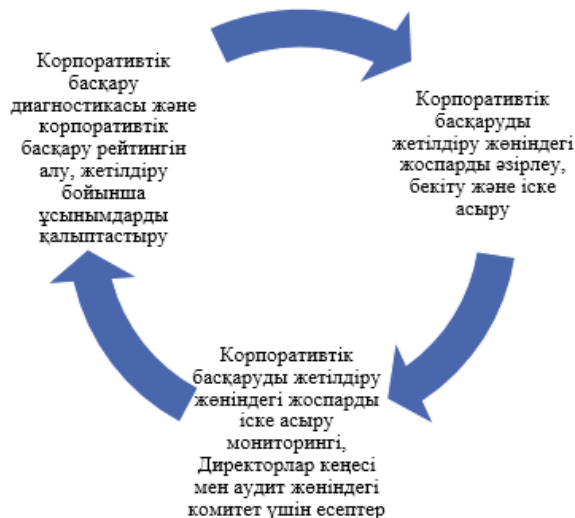 Корпоративтік
басқару
диагностикасы және
корпоративтік
басқару рейтингін
алу, жетілдіру
бойынша
ұсынымдарды
қалыптастыру
Корпоративтік
басқаруды
жетілдіру жөніндегі
жоспарды әзірлеу,
бекіту және іске
асыру
Корпоративтік
басқаруды жетілдіру
жөніндегі жоспарды
іске асыру
мониторингі,
Директорлар кеңесі
мен аудит жөніндегі
комитет үшін есептер